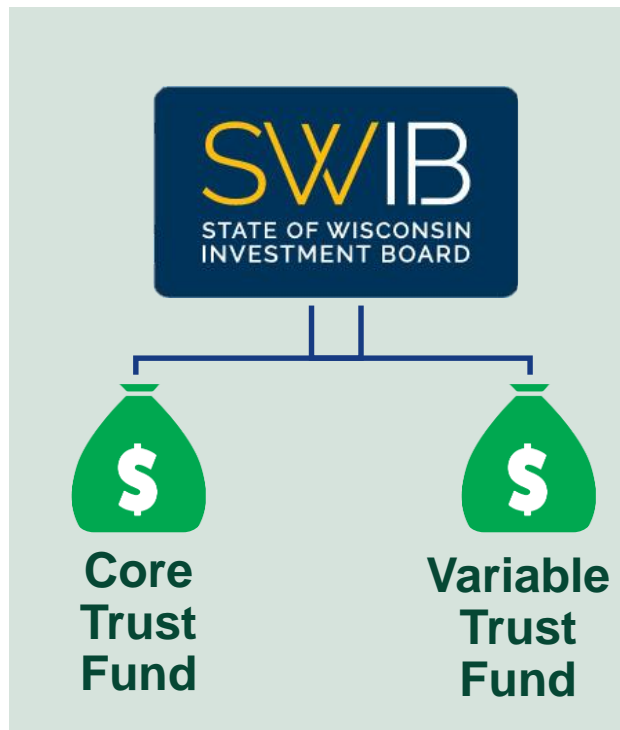 SWIB
STATE OF WISCONSIN
INVESTMENT BOARD
$
$
Core
Trust
Fund
Variable
Trust
Fund